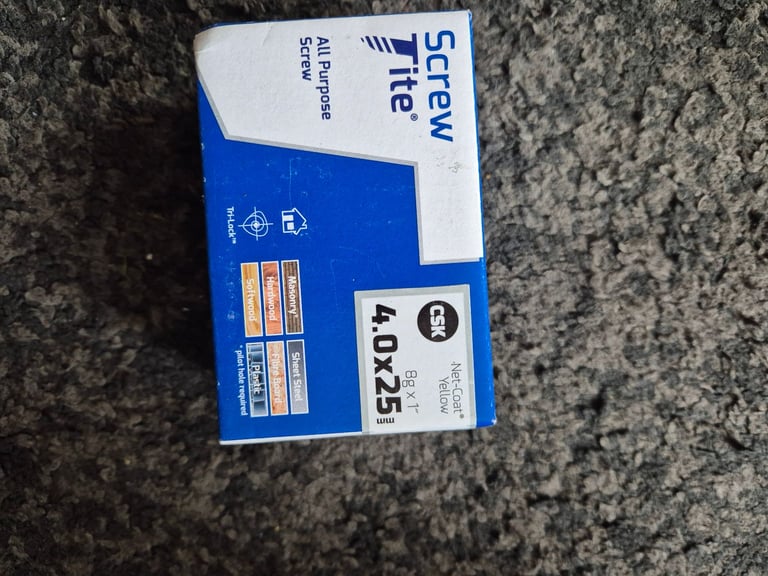 Screw
Tite®
All Purpose
Screw
Tri-Lock™
Masonry*
Hardwood
Softwood
Sheet Steel
Fibre Board
Plastic
* pilot hole required
CSK
Net-Coat®
Yellow
8g x 1"
4.0x25mm